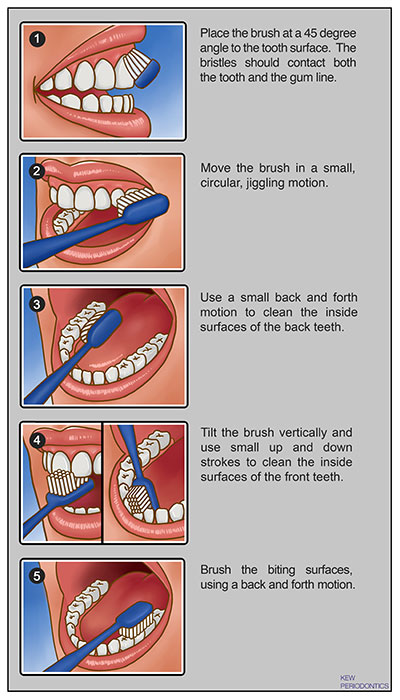 1
Place the brush at a 45 degree
angle to the tooth surface. The
bristles should contact both
the tooth and the gum line.
2
Move the brush in a small,
circular, jiggling motion.
3
Use a small back and forth
motion to clean the inside
surfaces of the back teeth.
4
Tilt the brush vertically and
use small up and down
strokes to clean the inside
surfaces of the front teeth.
5
Brush the biting surfaces,
using a back and forth motion.
KEW
PERIODONTICS